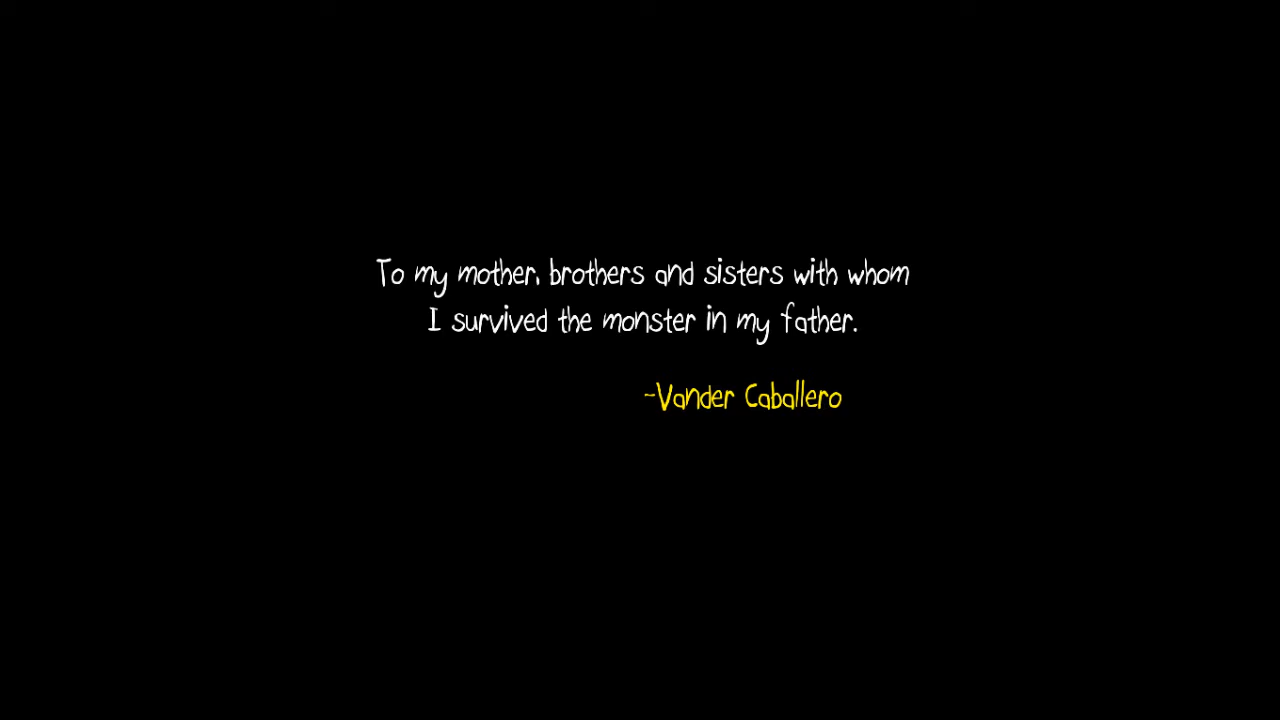 To my mother, brothers and sisters with whom
I survived the monster in my father.
-Vander Caballero